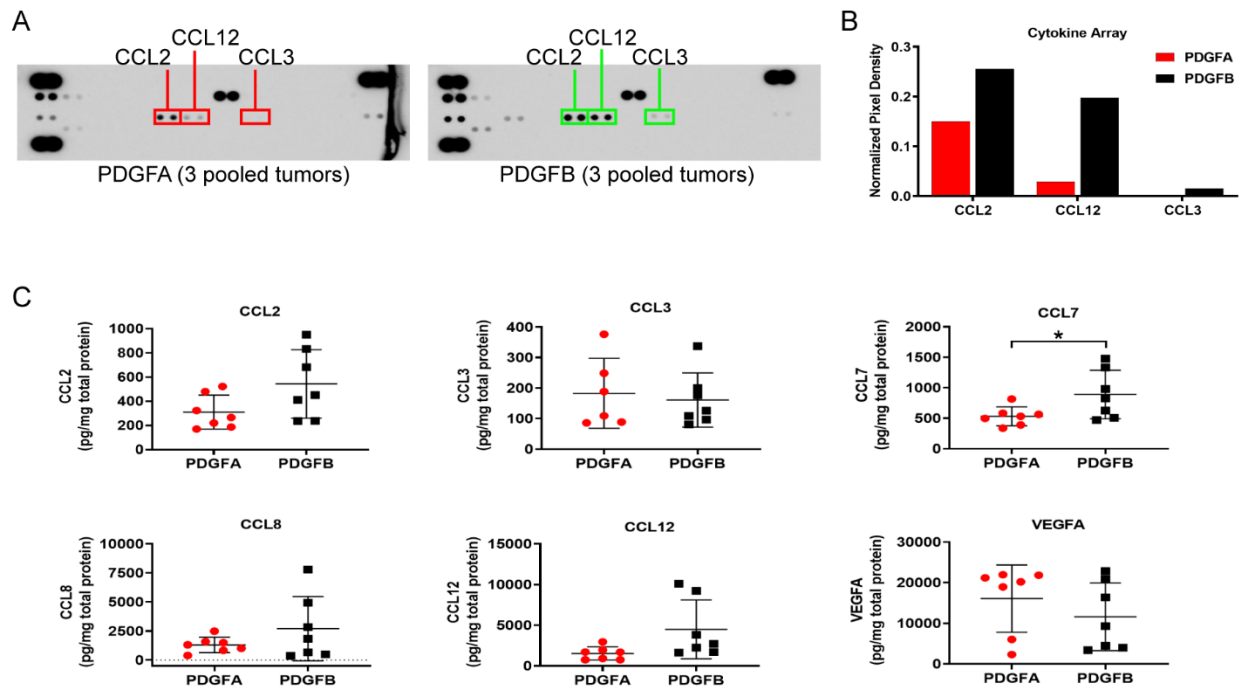 A
CCL12
CCL2 CCL3
PDGFA (3 pooled tumors)
CCL12
CCL2 CCL3
PDGFB (3 pooled tumors)
B
Cytokine Array
Normalized Pixel Density
0.3
0.2
0.1
0.0
CCL2 CCL12 CCL3
PDGFA
PDGFB
C
CCL2
CCL2
(pg/mg total protein)
1000
800
600
400
200
0
PDGFA PDGFB
CCL3
CCL3
(pg/mg total protein)
400
300
200
100
0
PDGFA PDGFB
CCL7
CCL7
(pg/mg total protein)
2000
1500
1000
500
0
*
PDGFA PDGFB
CCL8
CCL8
(pg/mg total protein)
10000
7500
5000
2500
0
PDGFA PDGFB
CCL12
CCL12
(pg/mg total protein)
15000
10000
5000
0
PDGFA PDGFB
VEGFA
VEGFA
(pg/mg total protein)
30000
20000
10000
0
PDGFA PDGFB